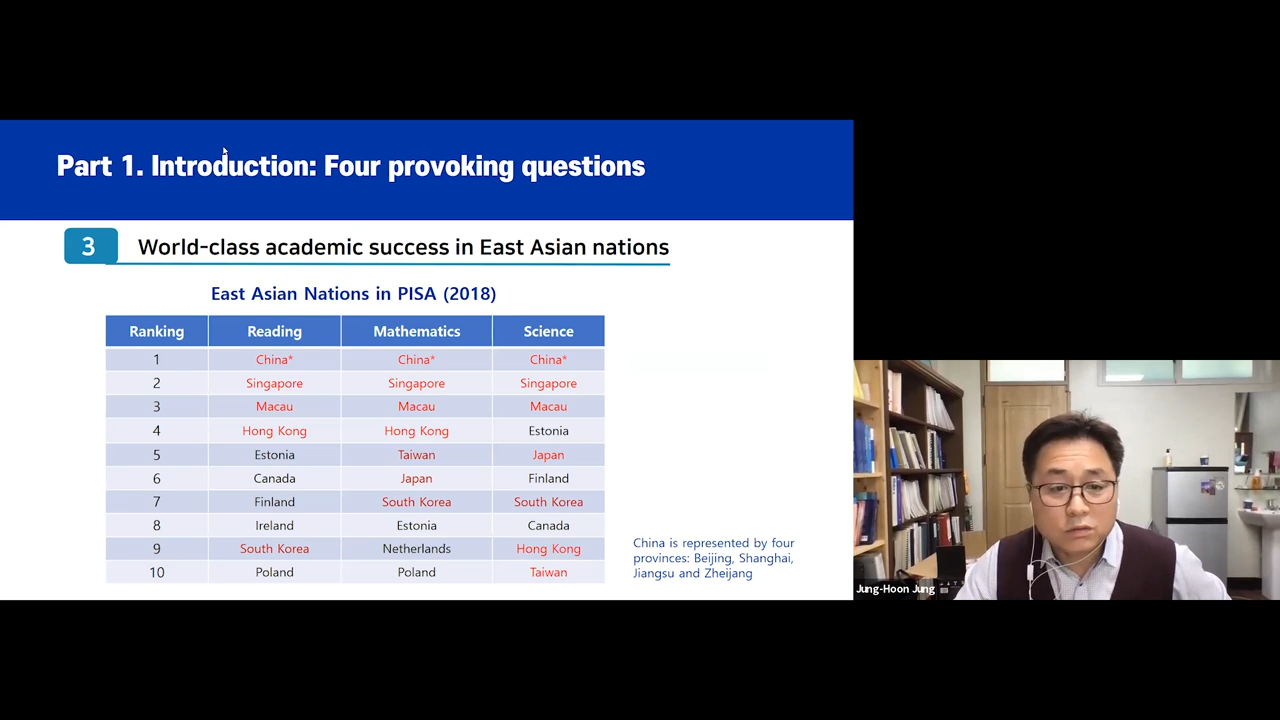 Part 1. Introduction: Four provoking questions
3 World-class academic success in East Asian nations
East Asian Nations in PISA (2018)
Ranking Reading Mathematics Science
1 China* China* China*
2 Singapore Singapore Singapore
3 Macau Macau Macau
4 Hong Kong Hong Kong Estonia
5 Estonia Taiwan Japan
6 Canada Japan Finland
7 Finland South Korea South Korea
8 Ireland Estonia Canada
9 South Korea Netherlands Hong Kong
10 Poland Poland Taiwan
China is represented by four
provinces: Beijing, Shanghai,
Jiangsu and Zheijang
Jung-Hoon Jung